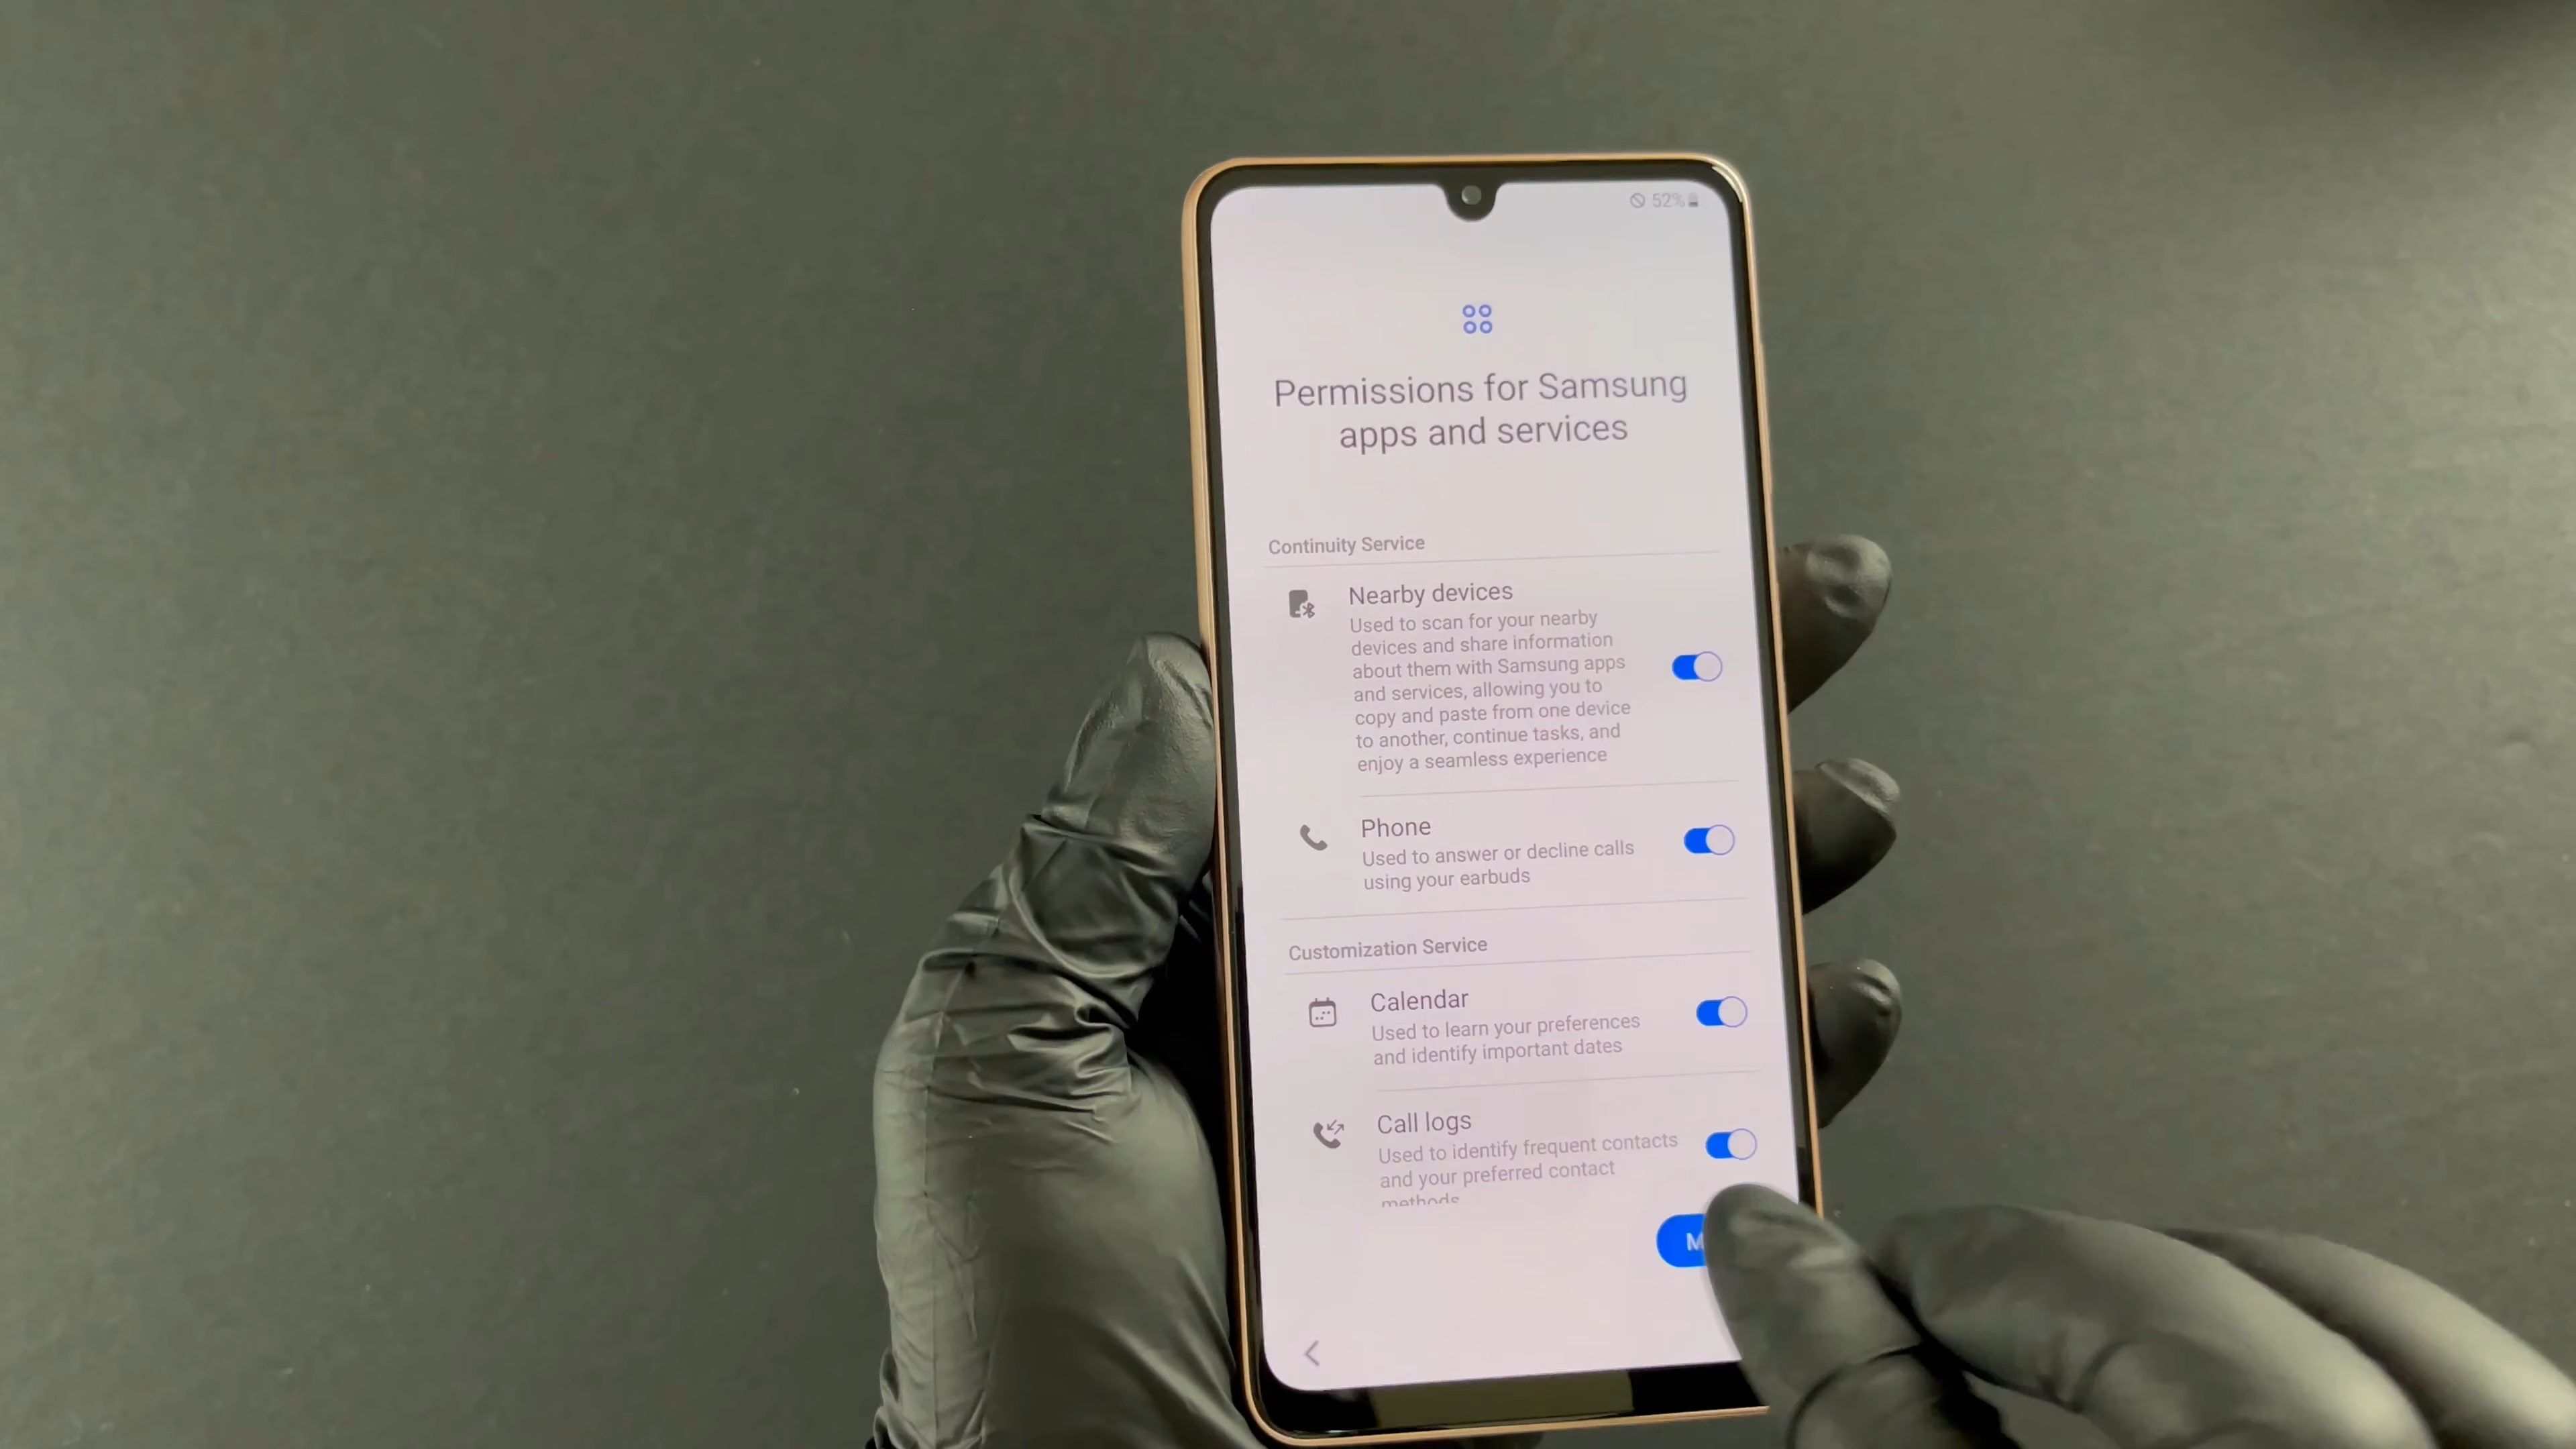 52%
Permissions for Samsung
apps and services
Continuity Service
Nearby devices
Used to scan for your nearby
devices and share information
about them with Samsung apps
and services, allowing you to
copy and paste from one device
to another, continue tasks, and
enjoy a seamless experience
Phone
Used to answer or decline calls
using your earbuds
Customization Service
Calendar
Used to learn your preferences
and identify important dates
Call logs
Used to identify frequent contacts
and your preferred contact
methods